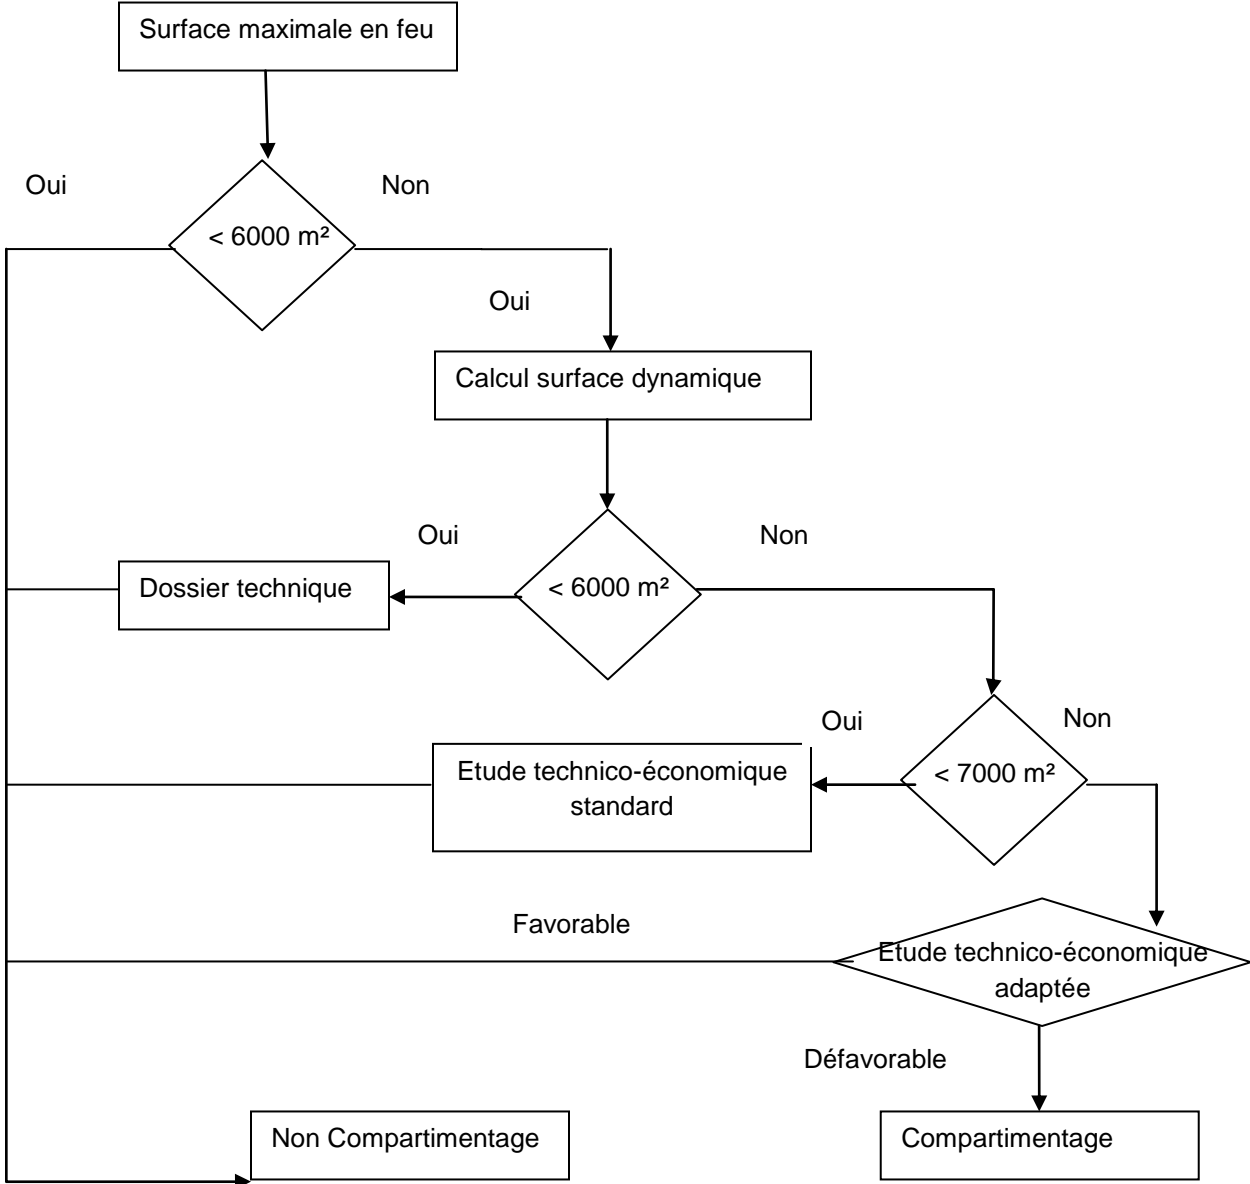 Surface maximale en feu
Oui
Non
< 6000 m²
Oui
Calcul surface dynamique
Oui
Non
Dossier technique
< 6000 m²
Oui
Non
Etude technico-économique
standard
< 7000 m²
Favorable
Etude technico-économique
adaptée
Défavorable
Non Compartimentage
Compartimentage